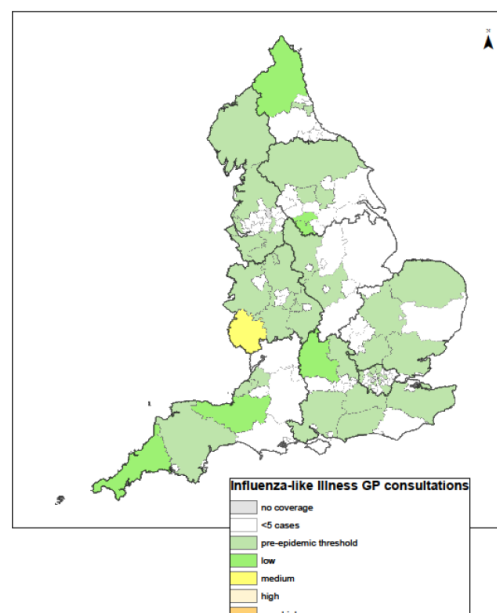 Influenza-like Illness GP consultations
no coverage
<5 cases
pre-epidemic threshold
low
medium
high